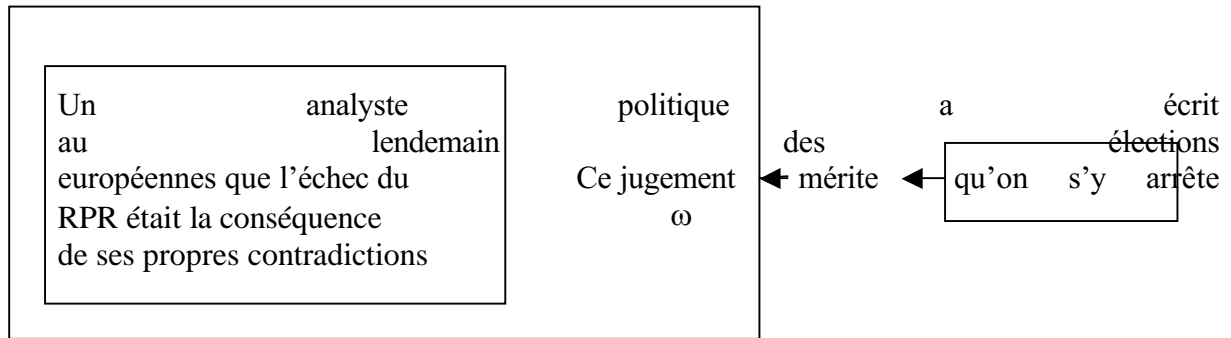 Un analyste politique a écrit
au lendemain des élections
européennes que l’échec du Ce jugement mérite qu’on s’y arrête
RPR était la conséquence ω
de ses propres contradictions